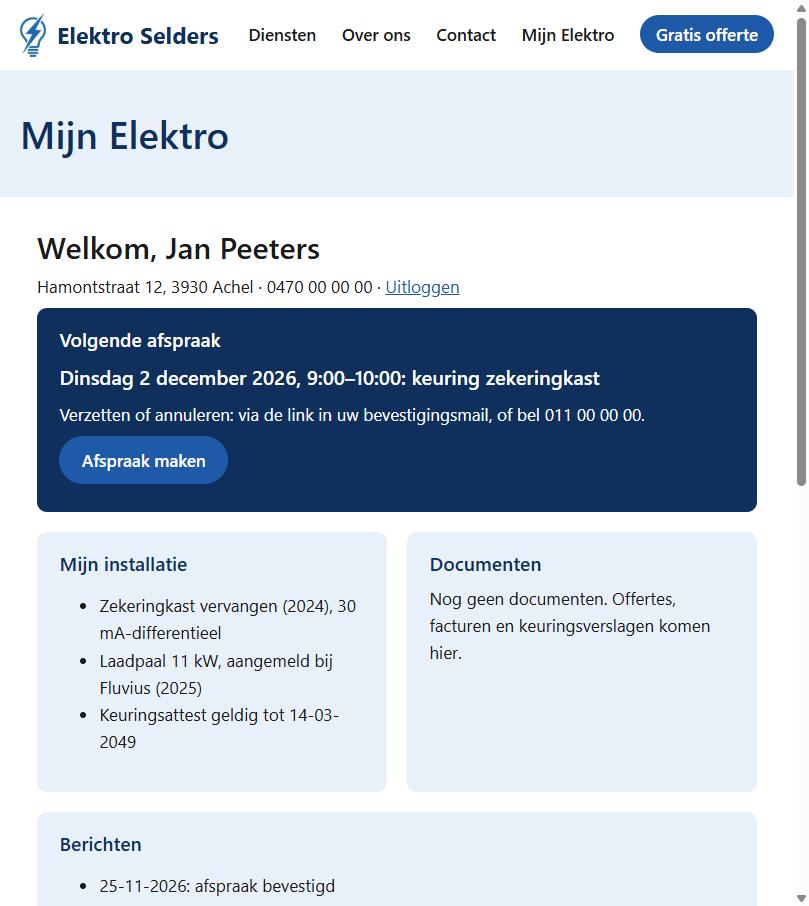 Elektro Selders
Diensten
Over ons
Contact
Mijn Elektro
Gratis offerte
Mijn Elektro
Welkom, Jan Peeters
Hamontstraat 12, 3930 Achel · 0470 00 00 00 · Uitloggen
Volgende afspraak
Dinsdag 2 december 2026, 9:00–10:00: keuring zekeringkast
Verzetten of annuleren: via de link in uw bevestigingsmail, of bel 011 00 00 00.
Afspraak maken
Mijn installatie
Zekeringkast vervangen (2024), 30
mA-differentieel
Laadpaal 11 kW, aangemeld bij
Fluvius (2025)
Keuringsattest geldig tot 14-03-
2049
Documenten
Nog geen documenten. Offertes,
facturen en keuringsverslagen komen
hier.
Berichten
25-11-2026: afspraak bevestigd